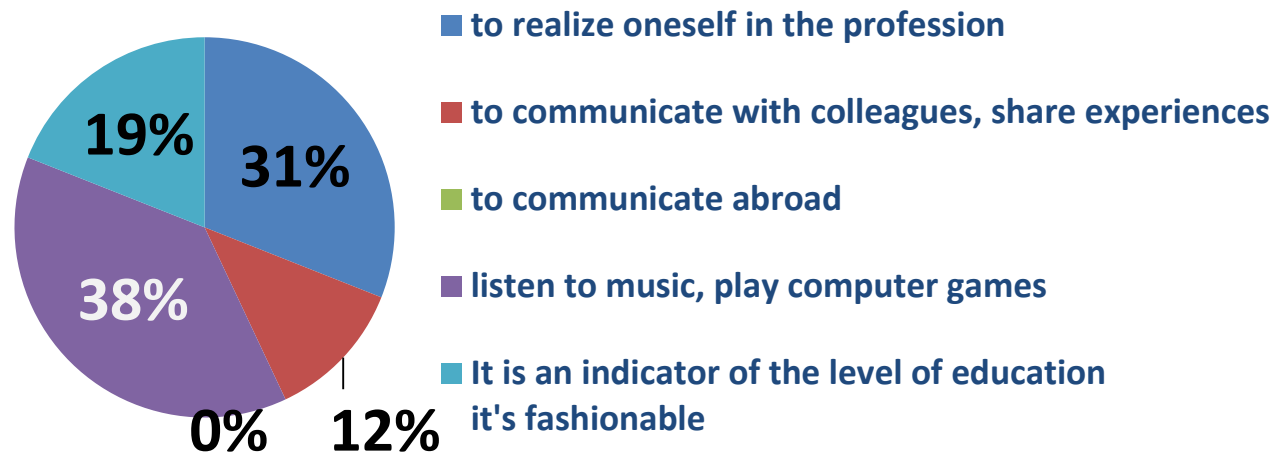 to realize oneself in the profession
to communicate with colleagues, share experiences
to communicate abroad
listen to music, play computer games
It is an indicator of the level of education
it's fashionable
19%
31%
38%
0%
12%